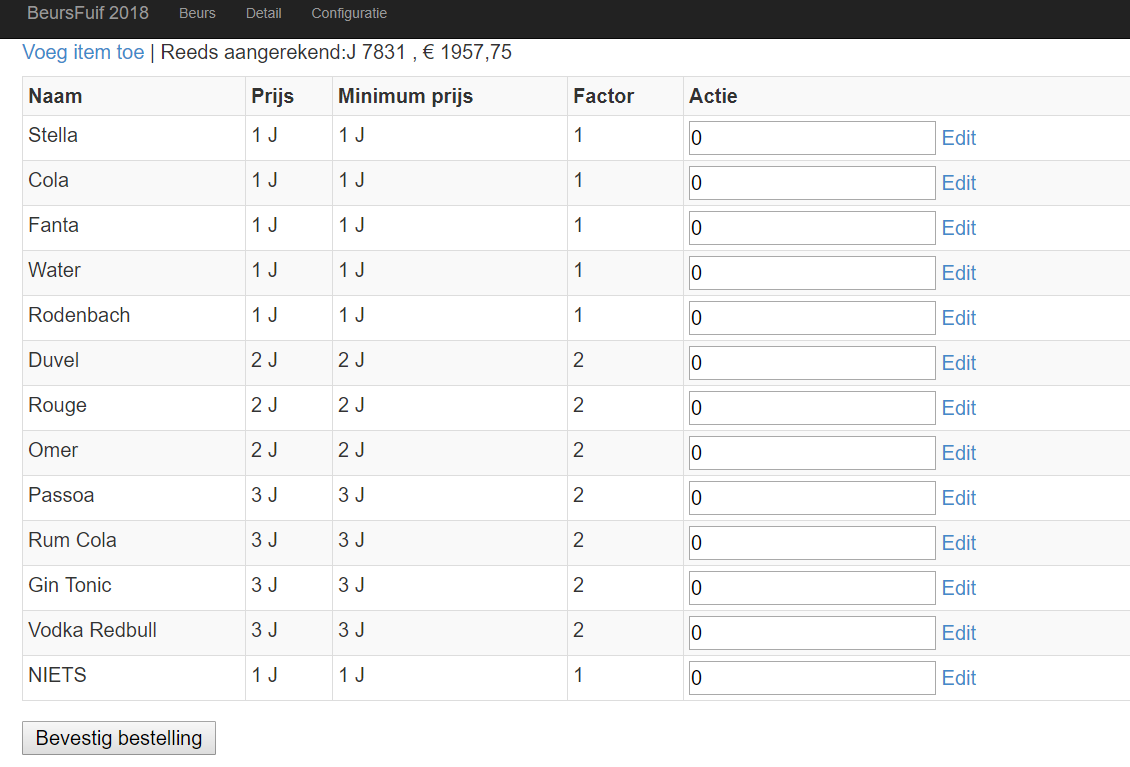 BeursFuif 2018 Beurs Detail Configuratie
Voeg item toe | Reeds aangerekend:J 7831 , € 1957,75
Naam Prijs Minimum prijs Factor Actie
Stella 1 J 1 J 1 0 Edit
Cola 1 J 1 J 1 0 Edit
Fanta 1 J 1 J 1 0 Edit
Water 1 J 1 J 1 0 Edit
Rodenbach 1 J 1 J 1 0 Edit
Duvel 2 J 2 J 2 0 Edit
Rouge 2 J 2 J 2 0 Edit
Omer 2 J 2 J 2 0 Edit
Passoa 3 J 3 J 2 0 Edit
Rum Cola 3 J 3 J 2 0 Edit
Gin Tonic 3 J 3 J 2 0 Edit
Vodka Redbull 3 J 3 J 2 0 Edit
NIETS 1 J 1 J 1 0 Edit
Bevestig bestelling